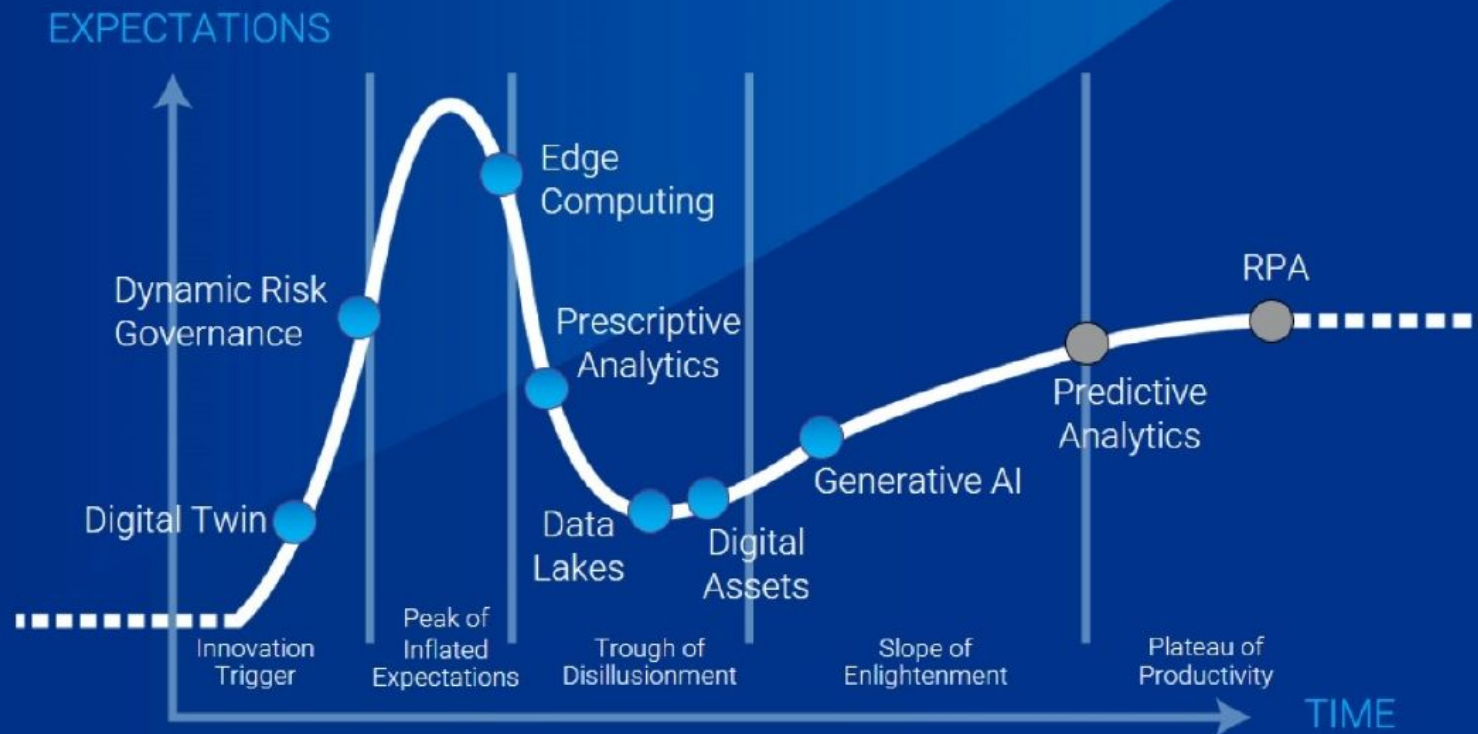 EXPECTATIONS
Edge
Computing
Dynamic Risk
Governance
Prescriptive
Analytics
RPA
Predictive
Analytics
Generative AI
Digital Twin
Data
Lakes
Digital
Assets
Innovation
Trigger
Peak of
Inflated
Expectations
Trough of
Disillusionment
Slope of
Enlightenment
Plateau of
Productivity
TIME